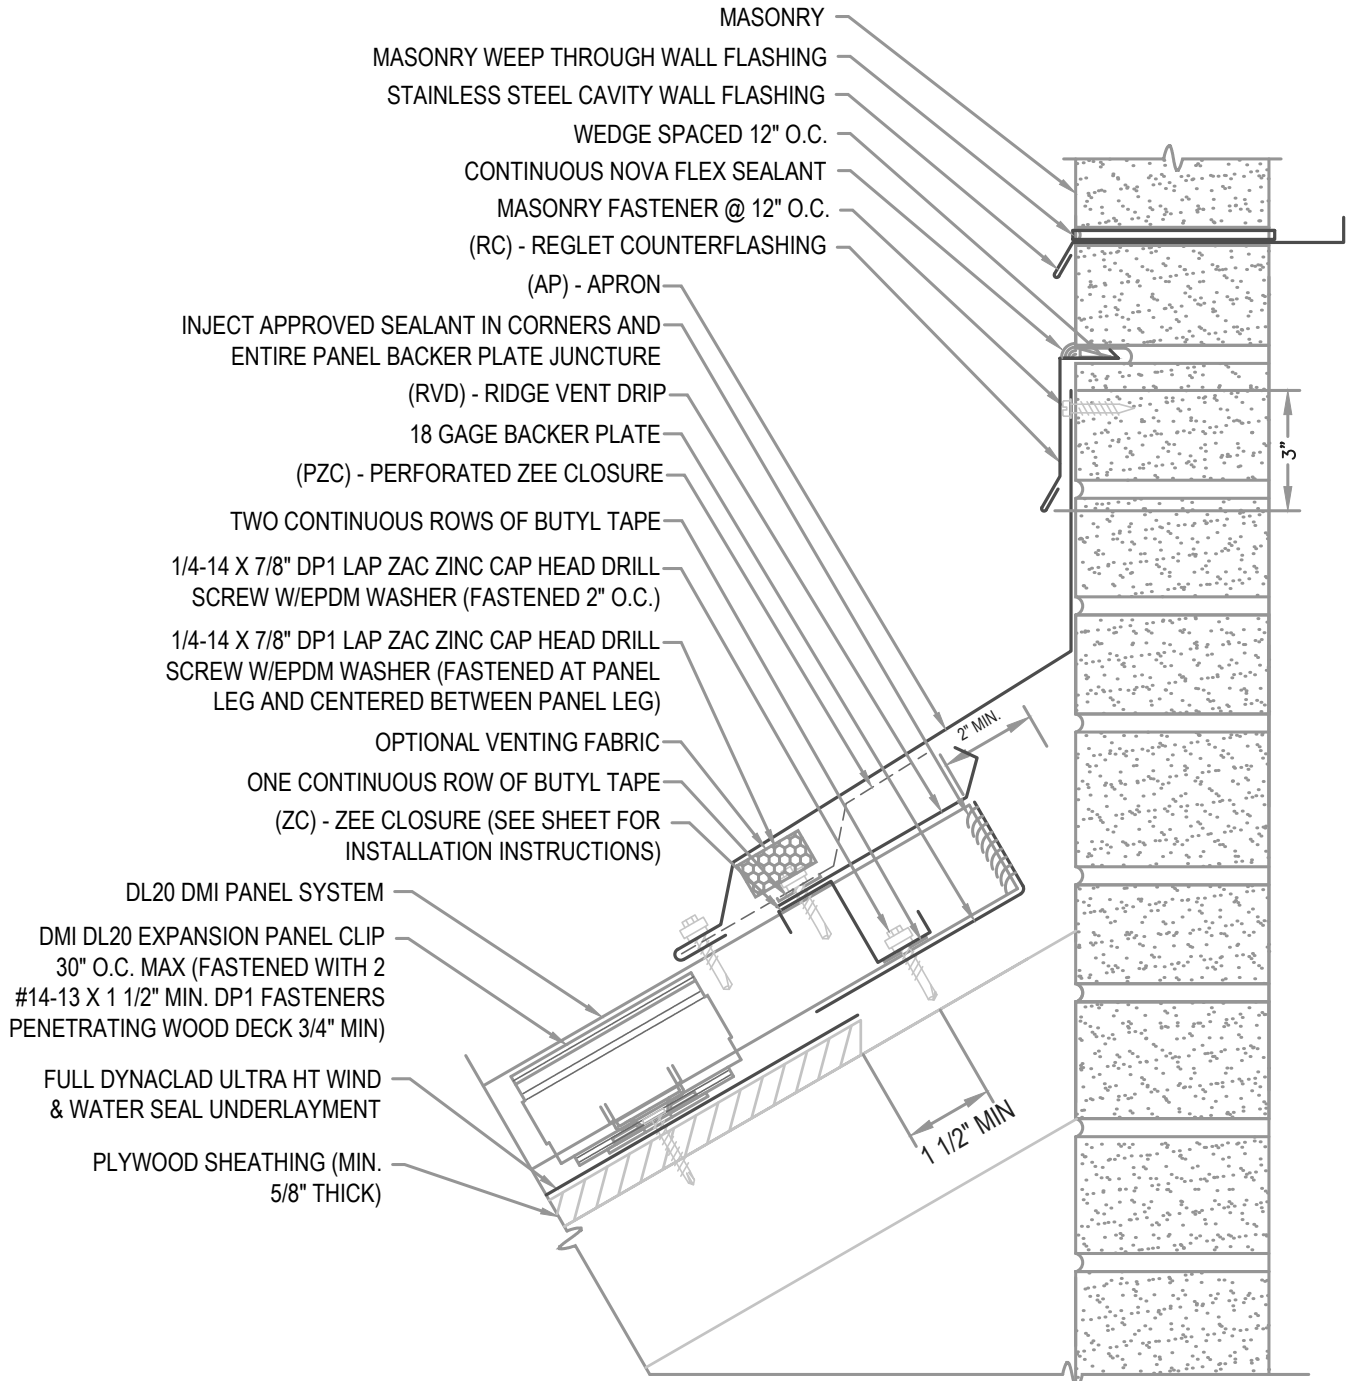 MASONRY
MASONRY WEEP THROUGH WALL FLASHING
STAINLESS STEEL CAVITY WALL FLASHING
WEDGE SPACED 12" O.C.
CONTINUOUS NOVA FLEX SEALANT
MASONRY FASTENER @ 12" O.C.
(RC) - REGLET COUNTERFLASHING
(AP) - APRON
INJECT APPROVED SEALANT IN CORNERS AND
ENTIRE PANEL BACKER PLATE JUNCTURE
(RVD) - RIDGE VENT DRIP
18 GAGE BACKER PLATE
(PZC) - PERFORATED ZEE CLOSURE
TWO CONTINUOUS ROWS OF BUTYL TAPE
1/4-14 X 7/8" DP1 LAP ZAC ZINC CAP HEAD DRILL
SCREW W/EPDM WASHER (FASTENED 2" O.C.)
1/4-14 X 7/8" DP1 LAP ZAC ZINC CAP HEAD DRILL
SCREW W/EPDM WASHER (FASTENED AT PANEL
LEG AND CENTERED BETWEEN PANEL LEG)
OPTIONAL VENTING FABRIC
ONE CONTINUOUS ROW OF BUTYL TAPE
(ZC) - ZEE CLOSURE (SEE SHEET FOR
INSTALLATION INSTRUCTIONS)
DL20 DMI PANEL SYSTEM
DMI DL20 EXPANSION PANEL CLIP
30" O.C. MAX (FASTENED WITH 2
#14-13 X 1 1/2" MIN. DP1 FASTENERS
PENETRATING WOOD DECK 3/4" MIN)
FULL DYNACLAD ULTRA HT WIND
& WATER SEAL UNDERLAYMENT
PLYWOOD SHEATHING (MIN.
5/8" THICK)
3"
2" MIN.
1 1/2" MIN